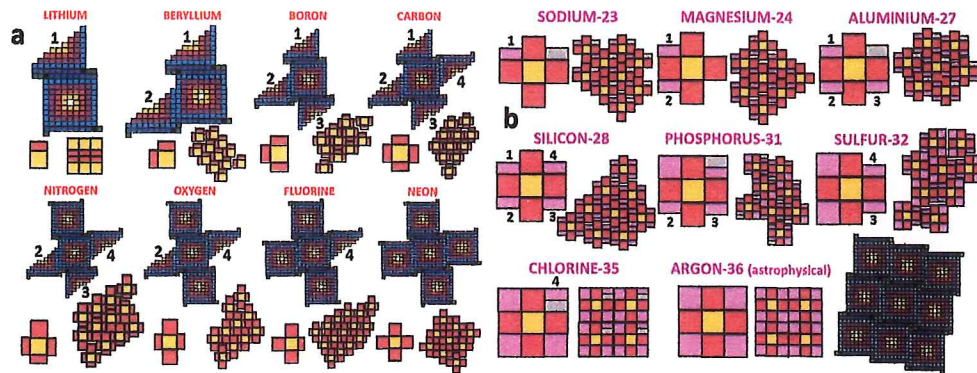 a
LITHIUM BERYLLIUM BORON CARBON
1 1 1 1
2 2 2 4
3 3
NITROGEN OXYGEN FLUORINE NEON
2 4 2 4 4
3
b
SODIUM-23 MAGNESIUM-24 ALUMINIUM-27
1 1 1
2 2 3
SILICON-28 PHOSPHORUS-31 SULFUR-32
1 4 4
2 3 2 3 3
CHLORINE-35 ARGON-36 (astrophysical)
4